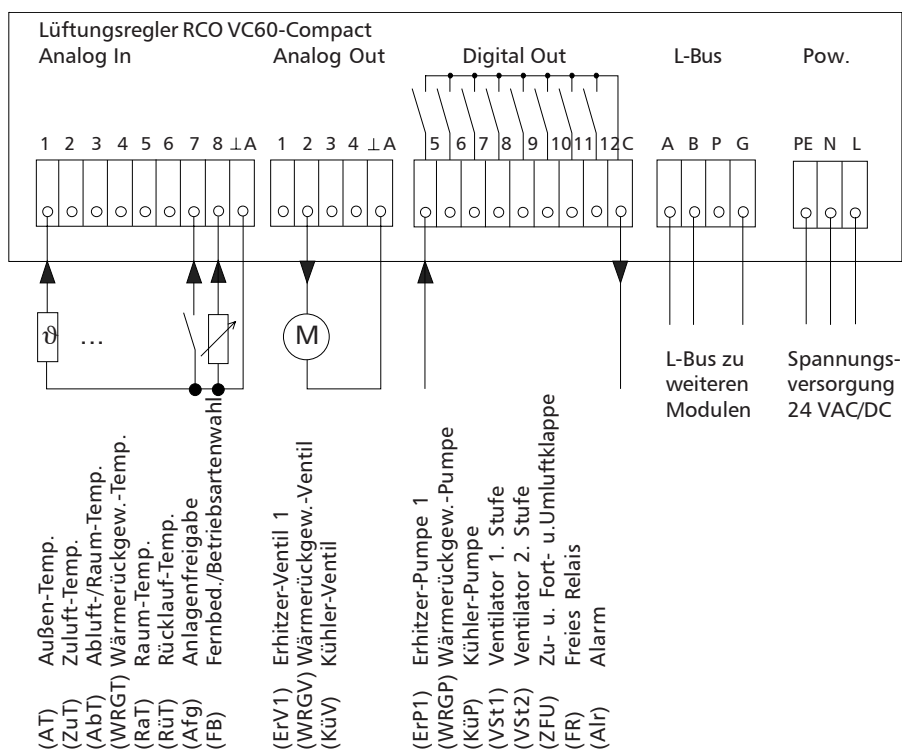 Lüftungsregler RCO VC60-Compact
Analog In Analog Out Digital Out L-Bus Pow.
1 2 3 4 5 6 7 8 ⊥A 1 2 3 4 ⊥A 5 6 7 8 9 10 11 12 C A B P G PE N L
ϑ ... M
L-Bus zu
weiteren
Modulen
Spannungs-
versorgung
24 VAC/DC
(AT) Außen-Temp.
(ZuT) Zuluft-Temp.
(AbT) Abluft-/Raum-Temp.
(WRGT) Wärmerückgew.-Temp.
(RaT) Raum-Temp.
(RüT) Rücklauf-Temp.
(Afg) Anlagenfreigabe
(FB) Fernbed./Betriebsartenwahl
(ErV1) Erhitzer-Ventil 1
(WRGV) Wärmerückgew.-Ventil
(KüV) Kühler-Ventil
(ErP1) Erhitzer-Pumpe 1
(WRGP) Wärmerückgew.-Pumpe
(KüP) Kühler-Pumpe
(VSt1) Ventilator 1. Stufe
(VSt2) Ventilator 2. Stufe
(ZFU) Zu- u. Fort- u.Umluftklappe
(FR) Freies Relais
(Alr) Alarm